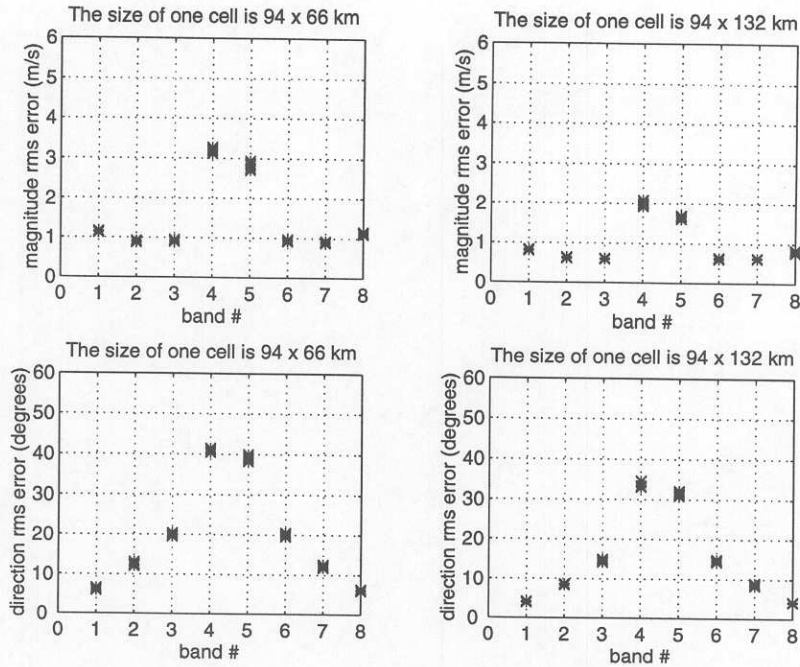 The size of one cell is 94 x 66 km
magnitude rms error (m/s)
6
5
4
3
2
1
0
0 1 2 3 4 5 6 7 8
band #
The size of one cell is 94 x 132 km
magnitude rms error (m/s)
6
5
4
3
2
1
0
0 1 2 3 4 5 6 7 8
band #
The size of one cell is 94 x 66 km
direction rms error (degrees)
60
50
40
30
20
10
0
0 1 2 3 4 5 6 7 8
band #
The size of one cell is 94 x 132 km
direction rms error (degrees)
60
50
40
30
20
10
0
0 1 2 3 4 5 6 7 8
band #